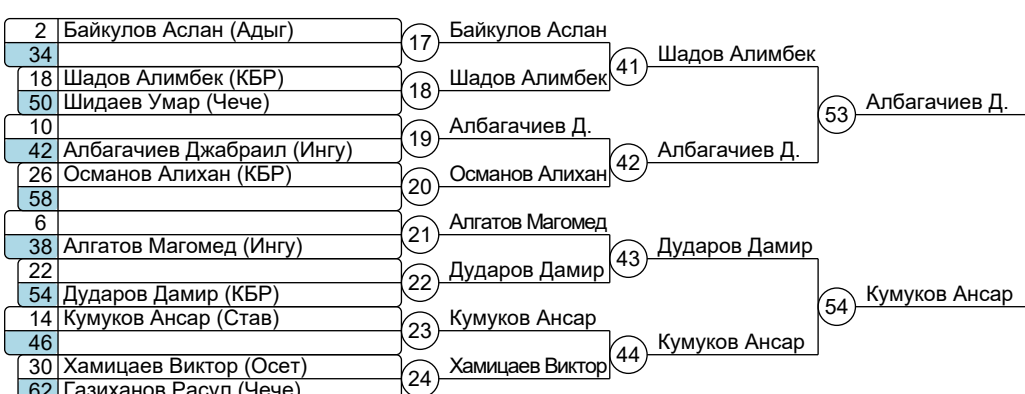 2 Байкулов Аслан (Адыг)
34
18 Шадов Алимбек (КБР)
50 Шидаев Умар (Чече)
10
42 Албагачиев Джабраил (Ингу)
26 Османов Алихан (КБР)
58
6
38 Алгатов Магомед (Ингу)
22
54 Дударов Дамир (КБР)
14 Кумуков Ансар (Став)
46
30 Хамицаев Виктор (Осет)
62 Газиханов Расул (Чече)
17 Байкулов Аслан
18 Шадов Алимбек
19 Албагачиев Д.
20 Османов Алихан
21 Алгатов Магомед
22 Дударов Дамир
23 Кумуков Ансар
24 Хамицаев Виктор
41 Шадов Алимбек
42 Албагачиев Д.
43 Дударов Дамир
44 Кумуков Ансар
53 Албагачиев Д.
54 Кумуков Ансар